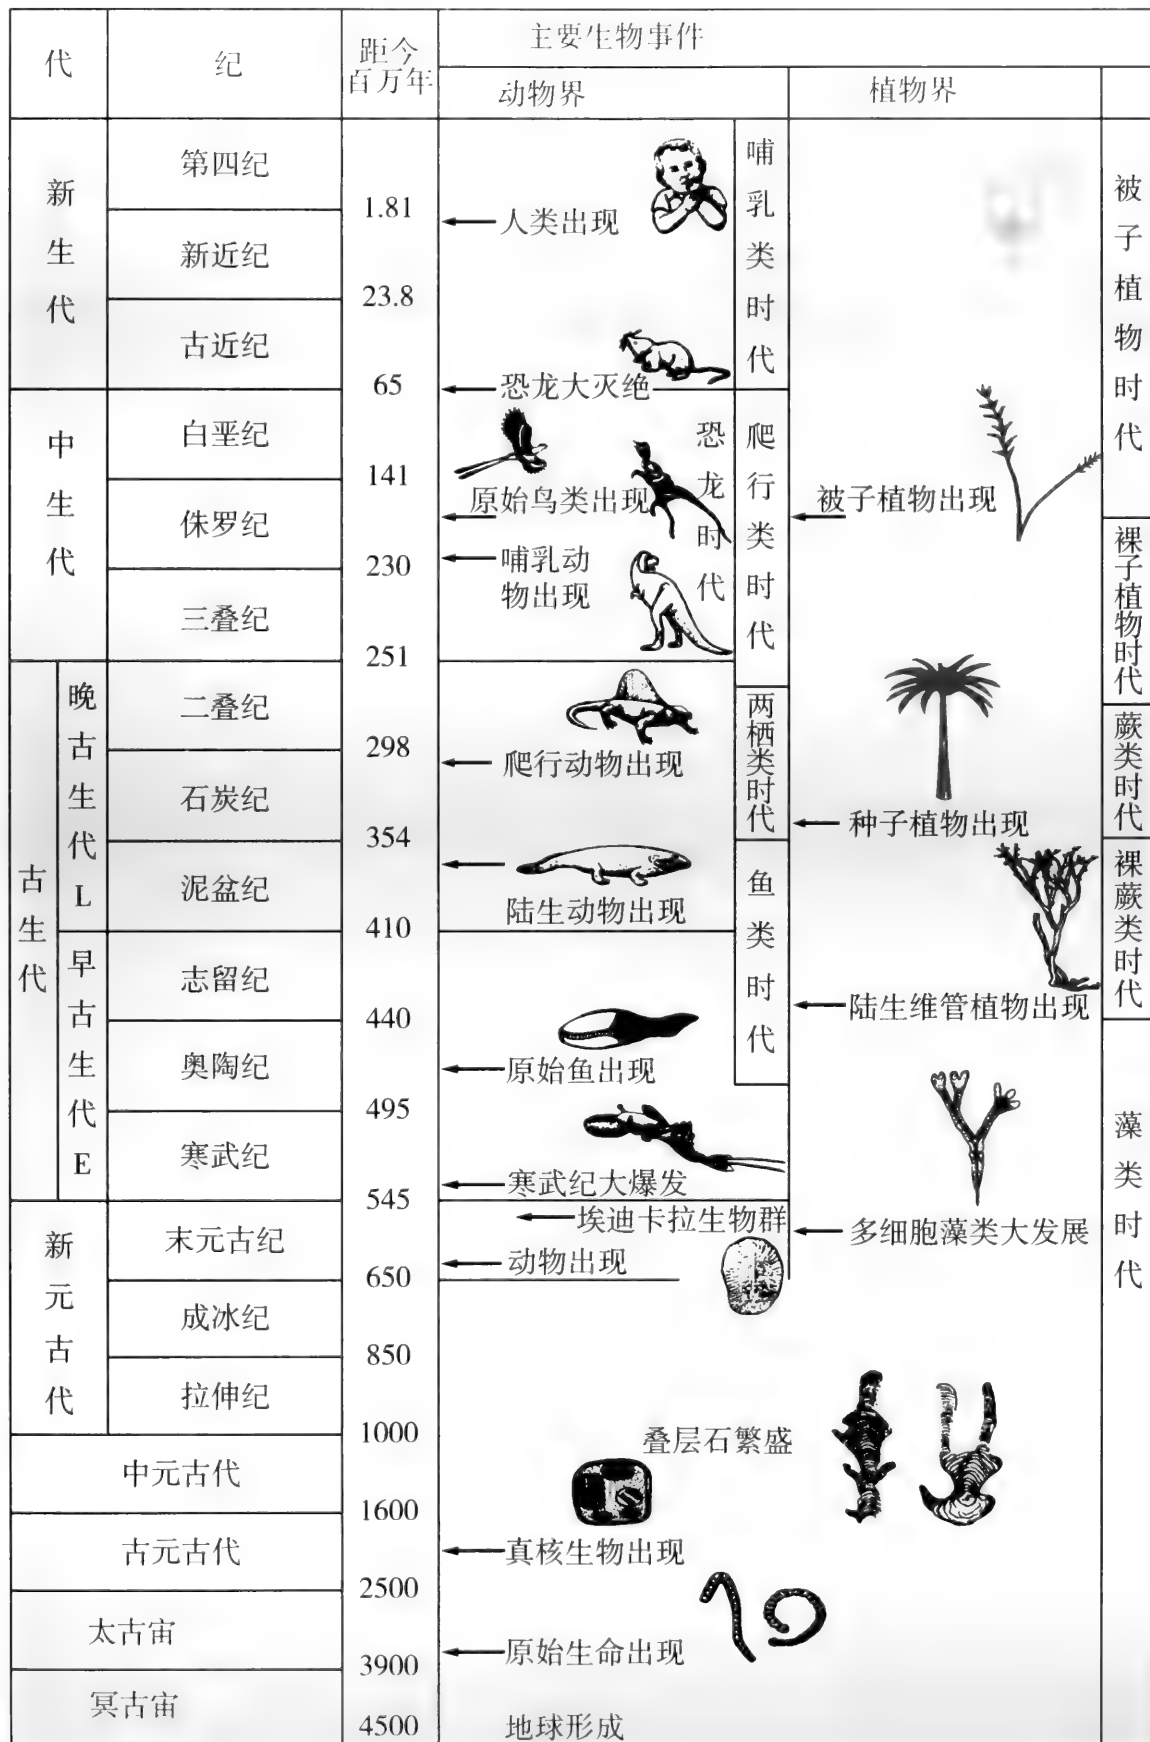 代
纪
距今
百万年
主要生物事件
动物界
植物界
新生代
第四纪
新近纪
古近纪
1.81
23.8
65
人类出现
恐龙大灭绝
哺乳类时代
被子植物时代
中生代
白垩纪
侏罗纪
三叠纪
141
230
251
原始鸟类出现
哺乳动
物出现
恐龙时代
爬行类时代
被子植物出现
裸子植物时代
古生代
晚古生代L
二叠纪
石炭纪
泥盆纪
298
354
410
爬行动物出现
陆生动物出现
两栖类时代
种子植物出现
蕨类时代
早古生代E
志留纪
奥陶纪
寒武纪
440
495
545
原始鱼出现
寒武纪大爆发
鱼类时代
陆生维管植物出现
裸蕨类时代
新元古代
末元古纪
成冰纪
拉伸纪
650
850
1000
埃迪卡拉生物群
动物出现
多细胞藻类大发展
藻类时代
中元古代
1600
叠层石繁盛
古元古代
2500
真核生物出现
太古宙
3900
原始生命出现
冥古宙
4500
地球形成